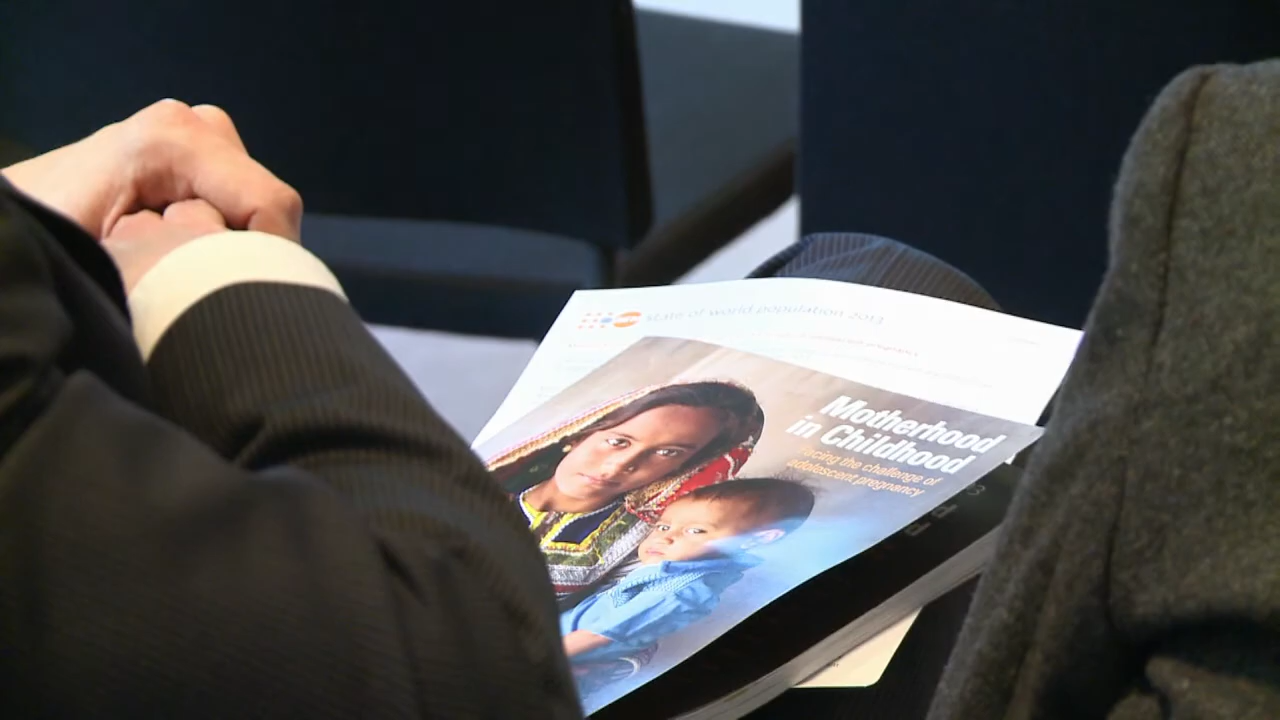 state of world population 2013
Motherhood
in Childhood
facing the challenge of
adolescent pregnancy